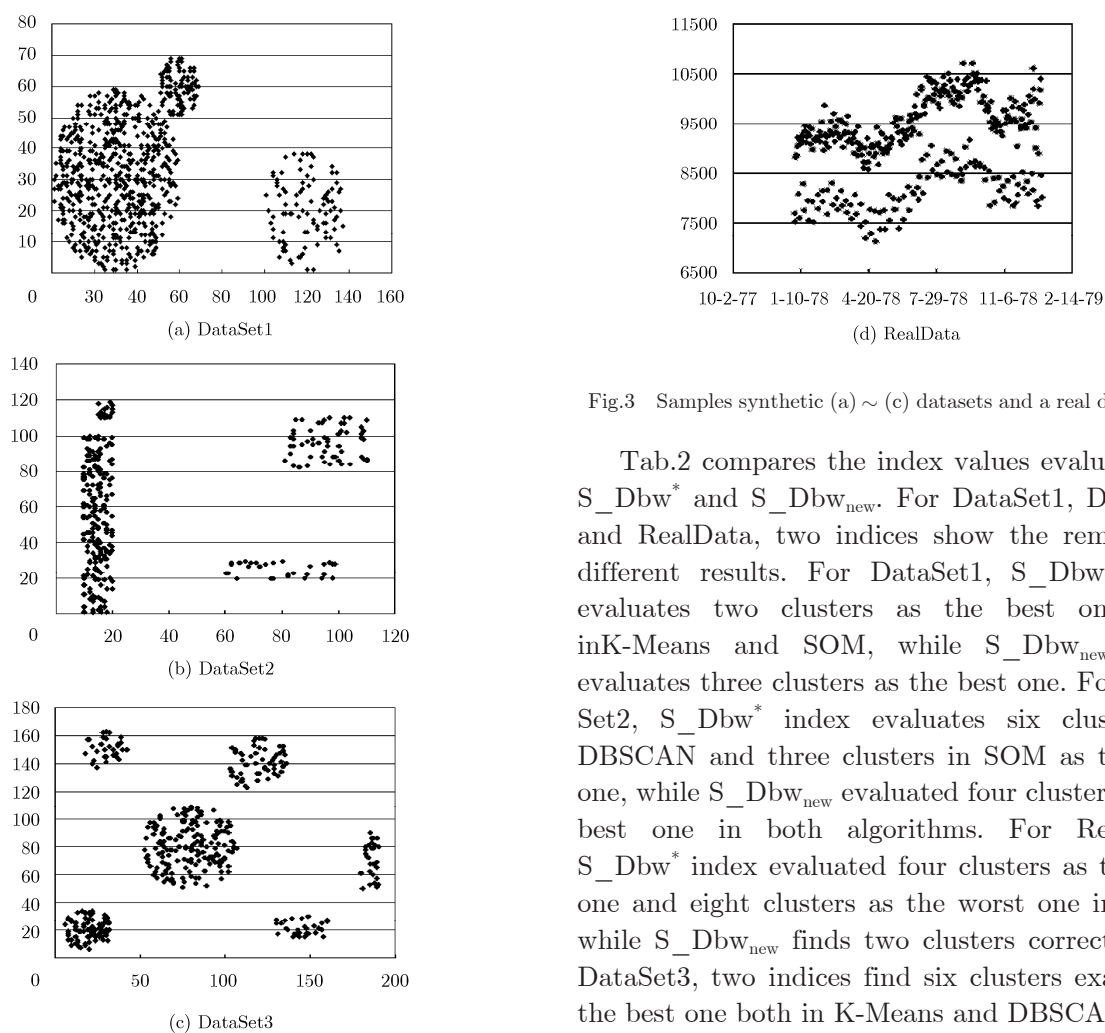 80
70
60
50
40
30
20
10
0 30 40 60 80 100 120 140 160
(a) DataSet1
140
120
100
80
60
40
20
0 20 40 60 80 100 120
(b) DataSet2
180
160
140
120
100
80
60
40
20
0 50 100 150 200
(c) DataSet3
11500
10500
9500
8500
7500
6500
10-2-77 1-10-78 4-20-78 7-29-78 11-6-78 2-14-79
(d) RealData
Fig.3 Samples synthetic (a) ~ (c) datasets and a real d
Tab.2 compares the index values evalu
S_Dbw* and S_Dbw_new. For DataSet1, D
and RealData, two indices show the rem
different results. For DataSet1, S_Dbw
evaluates two clusters as the best on
inK-Means and SOM, while S_Dbw_new
evaluates three clusters as the best one. Fo
Set2, S_Dbw* index evaluates six clus
DBSCAN and three clusters in SOM as t
one, while S_Dbw_new evaluated four cluster
best one in both algorithms. For Re
S_Dbw* index evaluated four clusters as t
one and eight clusters as the worst one in
while S_Dbw_new finds two clusters correct
DataSet3, two indices find six clusters exa
the best one both in K-Means and DBSCA